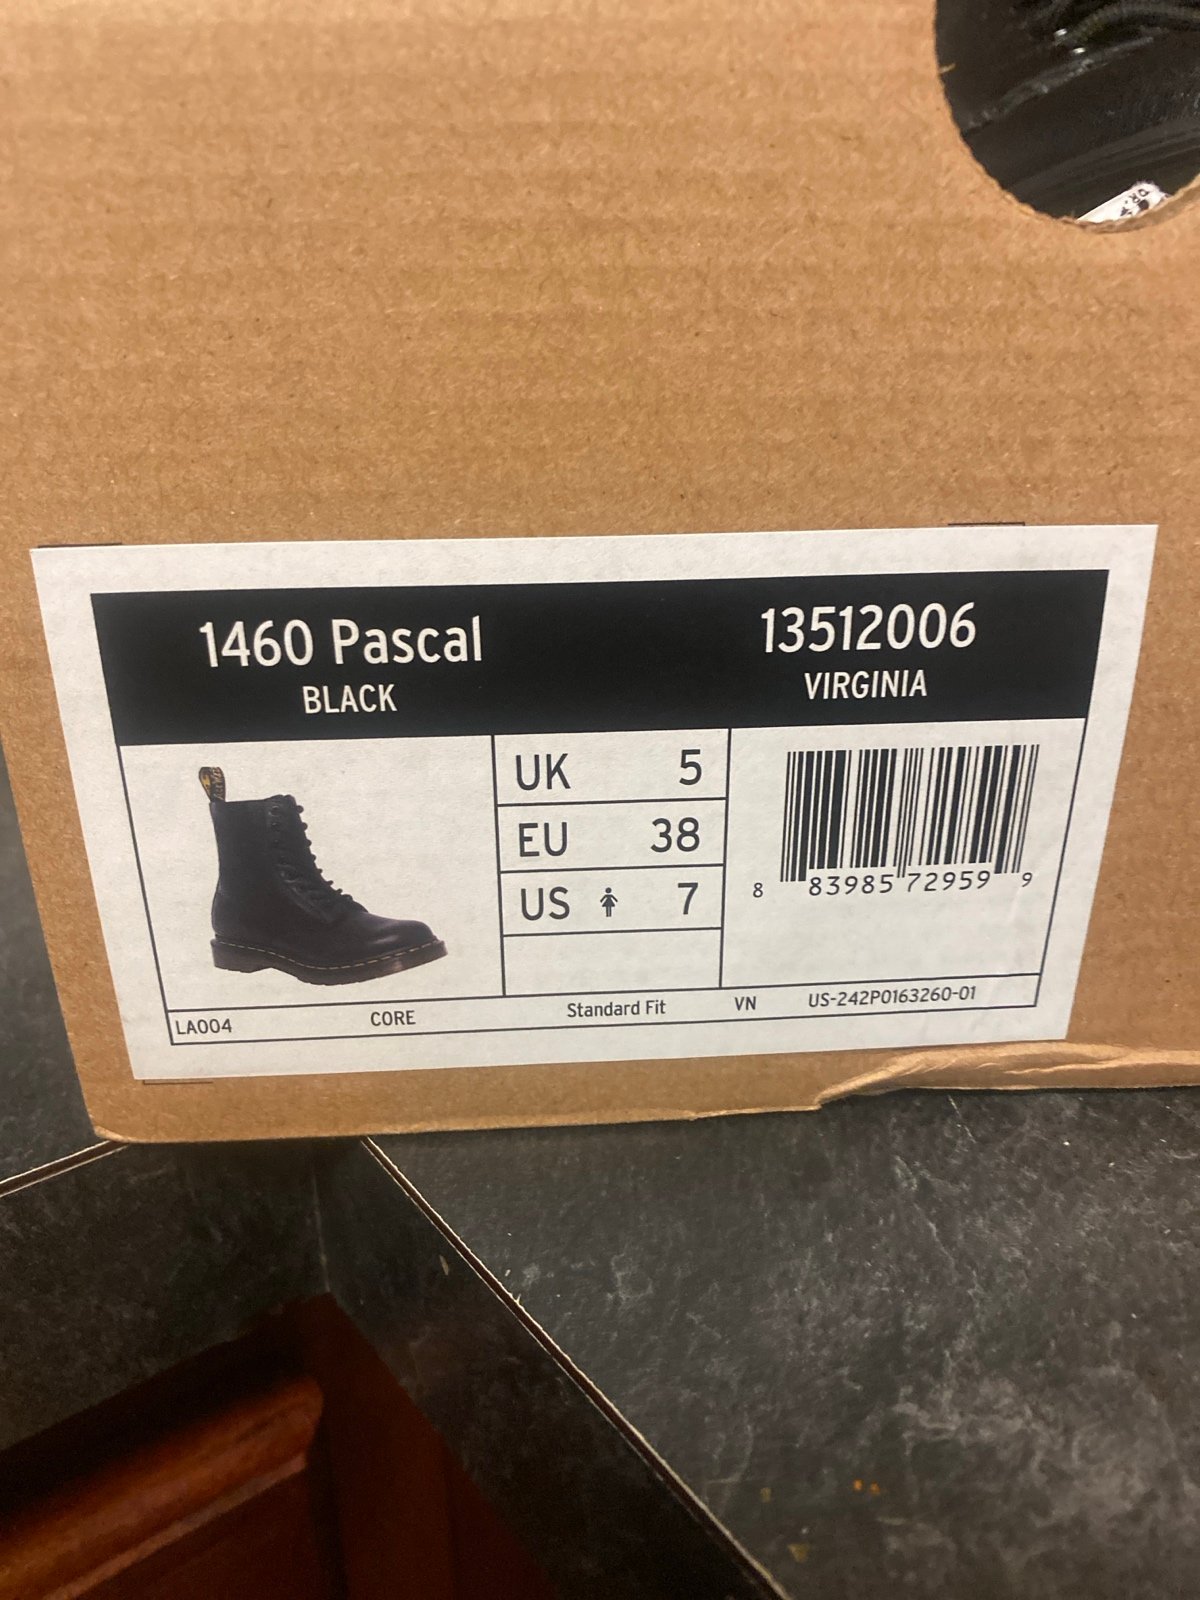 DR.
1460 Pascal
BLACK
13512006
VIRGINIA
UK 5
EU 38
US 7
8 83985 72959 9
LA004 CORE Standard Fit VN US-242P0163260-01